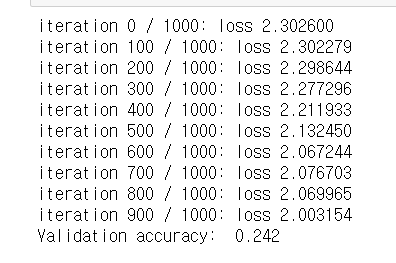 iteration 0 / 1000: loss 2.302600
iteration 100 / 1000: loss 2.302279
iteration 200 / 1000: loss 2.298644
iteration 300 / 1000: loss 2.277296
iteration 400 / 1000: loss 2.211933
iteration 500 / 1000: loss 2.132450
iteration 600 / 1000: loss 2.067244
iteration 700 / 1000: loss 2.076703
iteration 800 / 1000: loss 2.069965
iteration 900 / 1000: loss 2.003154
Validation accuracy:  0.242